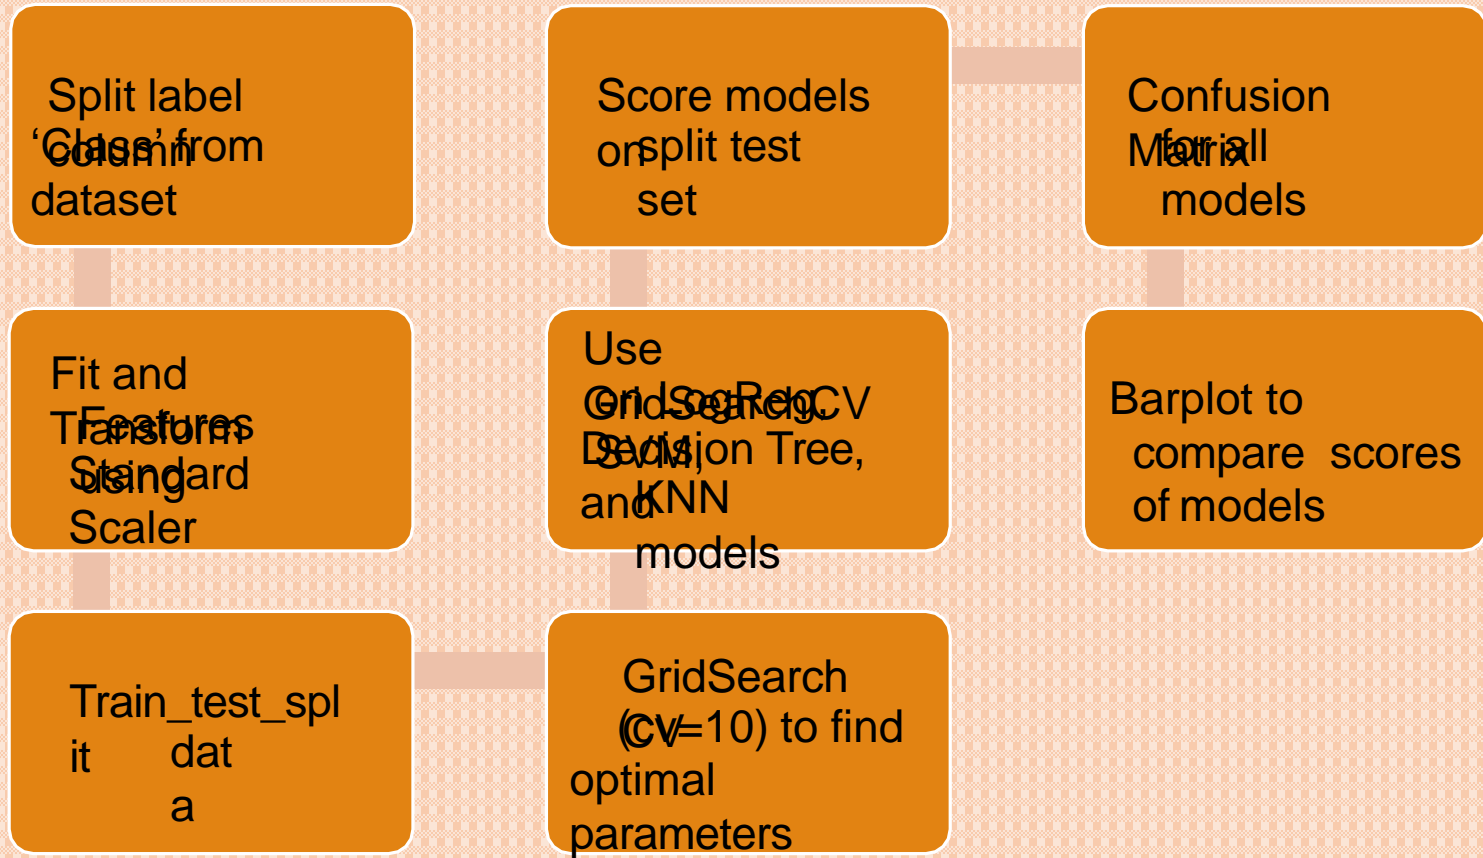 Split label
column
‘Class’ from
dataset
Fit and
Transform
Features
using
Standard
Scaler
Train_test_spl
it
dat
a
GridSearch
CV
(cv=10) to find
optimal
parameters
Use
GridSearchCV
on LogReg,
SVM,
Decision Tree,
and
KNN
models
Score models
on
split test
set
Confusion
Matrix
for all
models
Barplot to
compare scores
of models